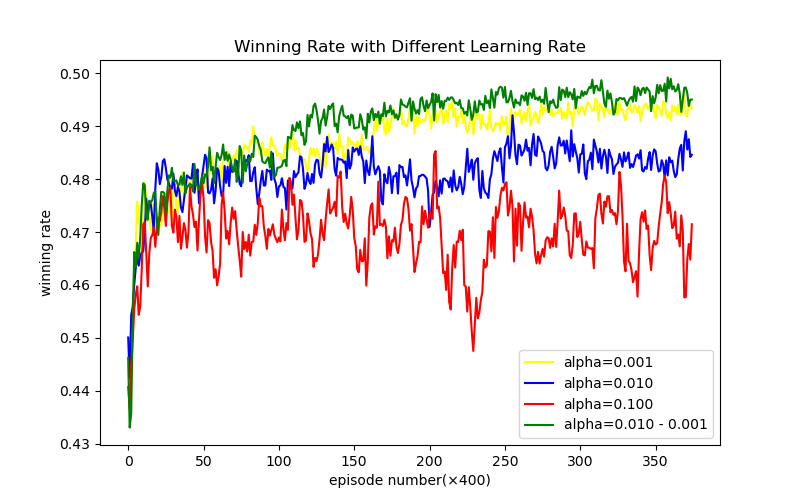 Winning Rate with Different Learning Rate
winning rate
0.50
0.49
0.48
0.47
0.46
0.45
0.44
0.43
0
50
100
150
200
250
300
350
episode number(×400)
alpha=0.001
alpha=0.010
alpha=0.100
alpha=0.010 - 0.001